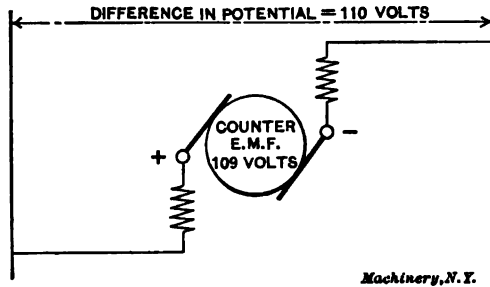 DIFFERENCE IN POTENTIAL = 110 VOLTS
COUNTER
E.M.F.
109 VOLTS
+
−
Machinery, N.Y.